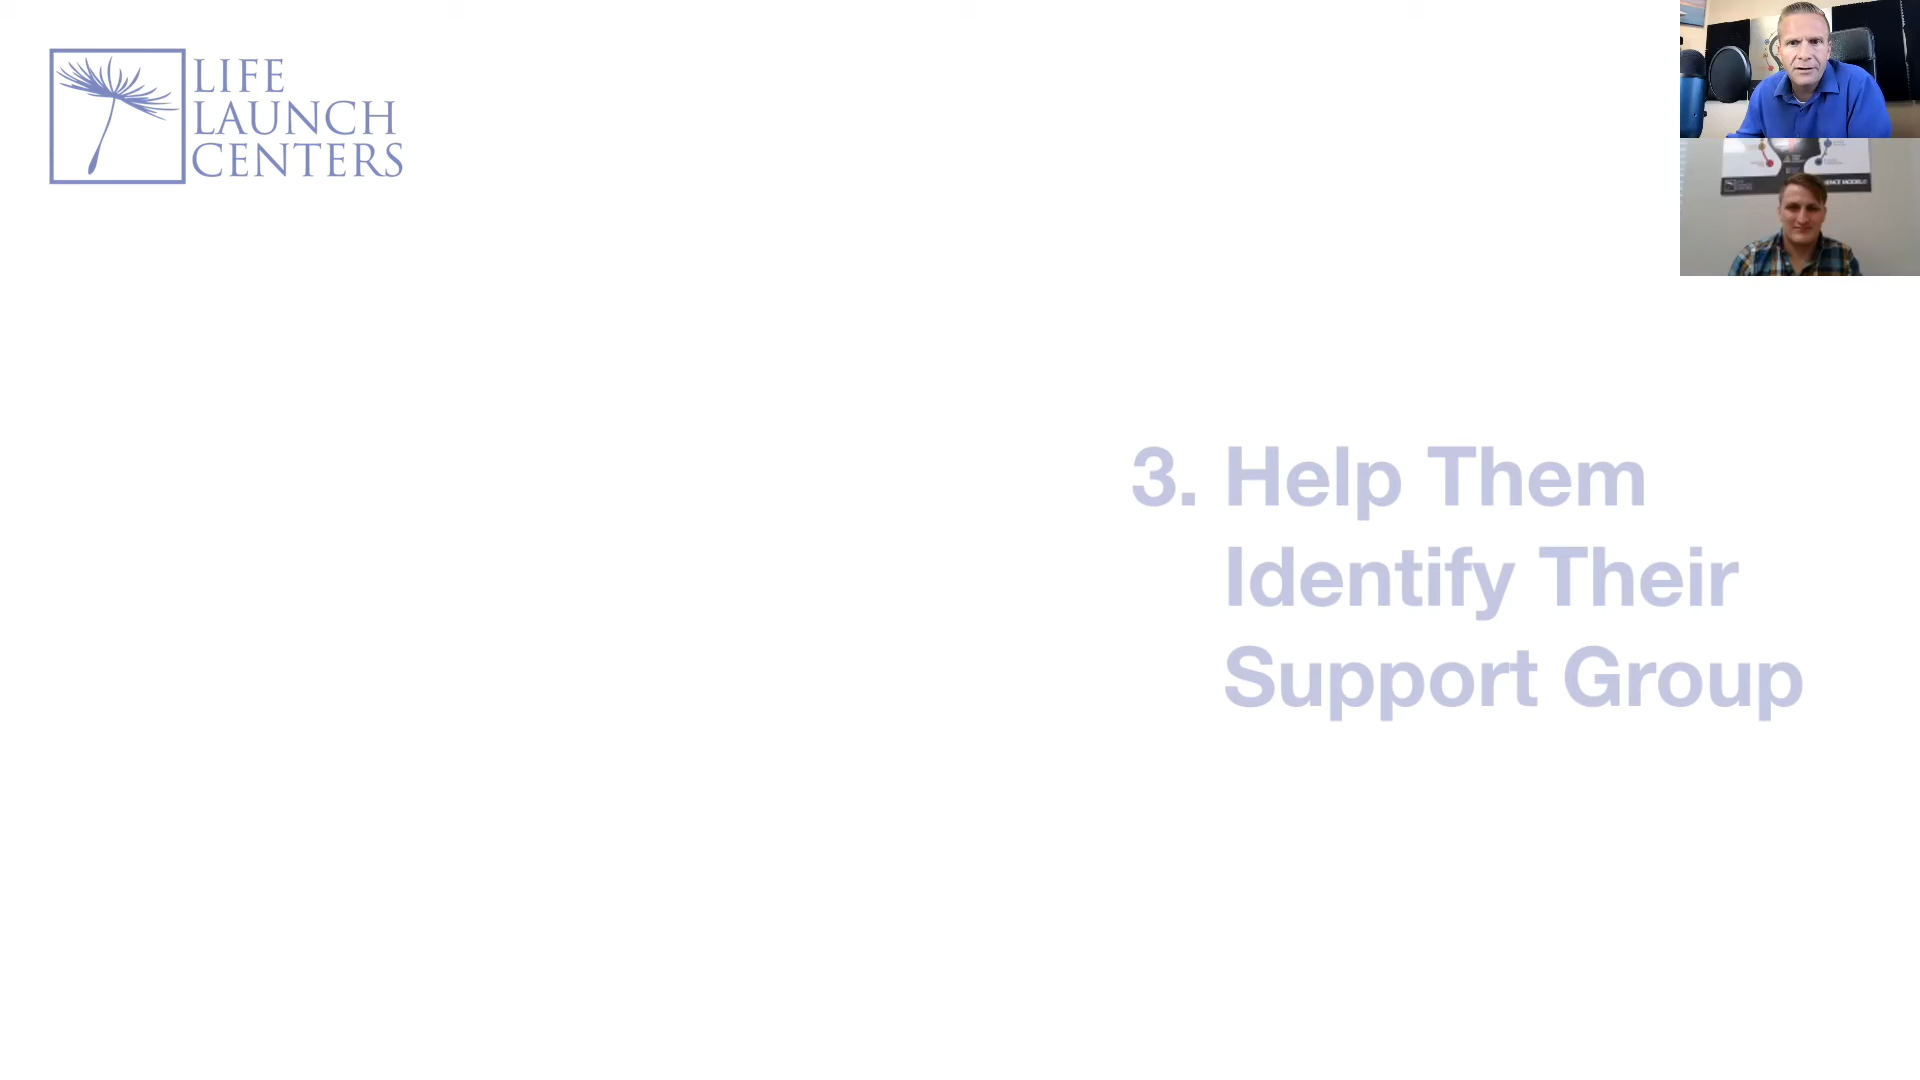 LIFE
LAUNCH
CENTERS
3. Help Them
Identify Their
Support Group